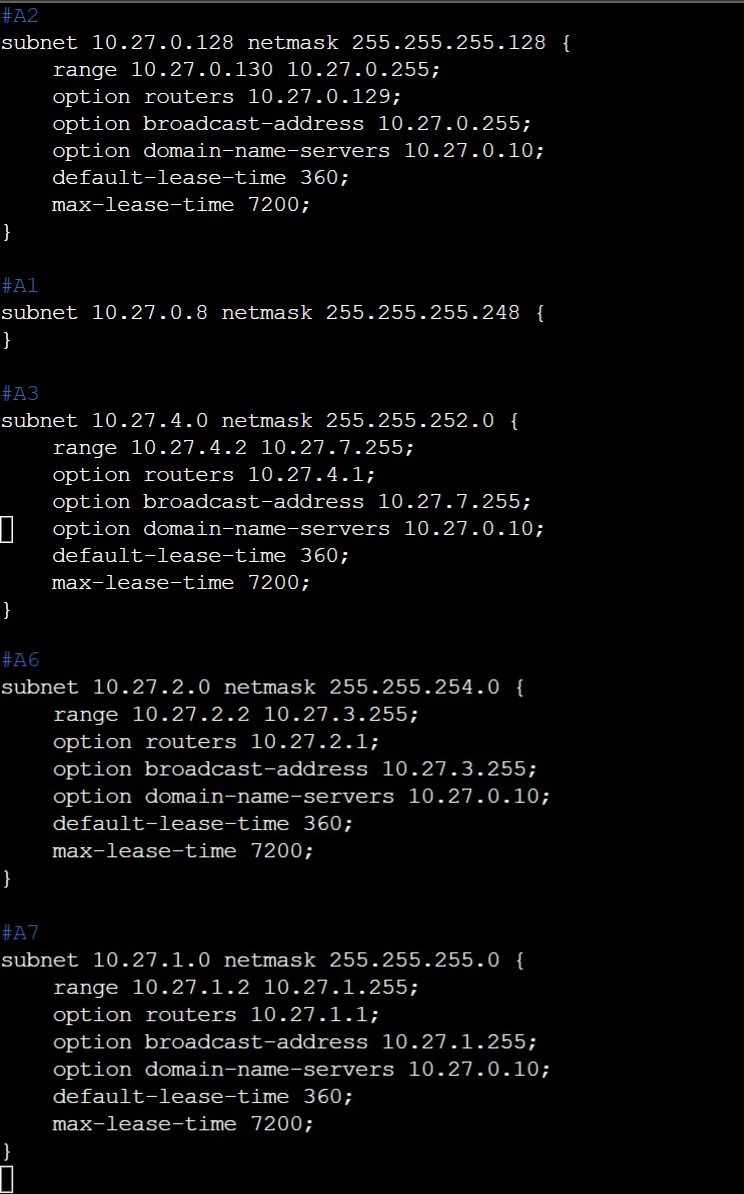 #A2
subnet 10.27.0.128 netmask 255.255.255.128 {
    range 10.27.0.130 10.27.0.255;
    option routers 10.27.0.129;
    option broadcast-address 10.27.0.255;
    option domain-name-servers 10.27.0.10;
    default-lease-time 360;
    max-lease-time 7200;
}

#A1
subnet 10.27.0.8 netmask 255.255.255.248 {
}

#A3
subnet 10.27.4.0 netmask 255.255.252.0 {
    range 10.27.4.2 10.27.7.255;
    option routers 10.27.4.1;
    option broadcast-address 10.27.7.255;
    option domain-name-servers 10.27.0.10;
    default-lease-time 360;
    max-lease-time 7200;
}

#A6
subnet 10.27.2.0 netmask 255.255.254.0 {
    range 10.27.2.2 10.27.3.255;
    option routers 10.27.2.1;
    option broadcast-address 10.27.3.255;
    option domain-name-servers 10.27.0.10;
    default-lease-time 360;
    max-lease-time 7200;
}

#A7
subnet 10.27.1.0 netmask 255.255.255.0 {
    range 10.27.1.2 10.27.1.255;
    option routers 10.27.1.1;
    option broadcast-address 10.27.1.255;
    option domain-name-servers 10.27.0.10;
    default-lease-time 360;
    max-lease-time 7200;
}